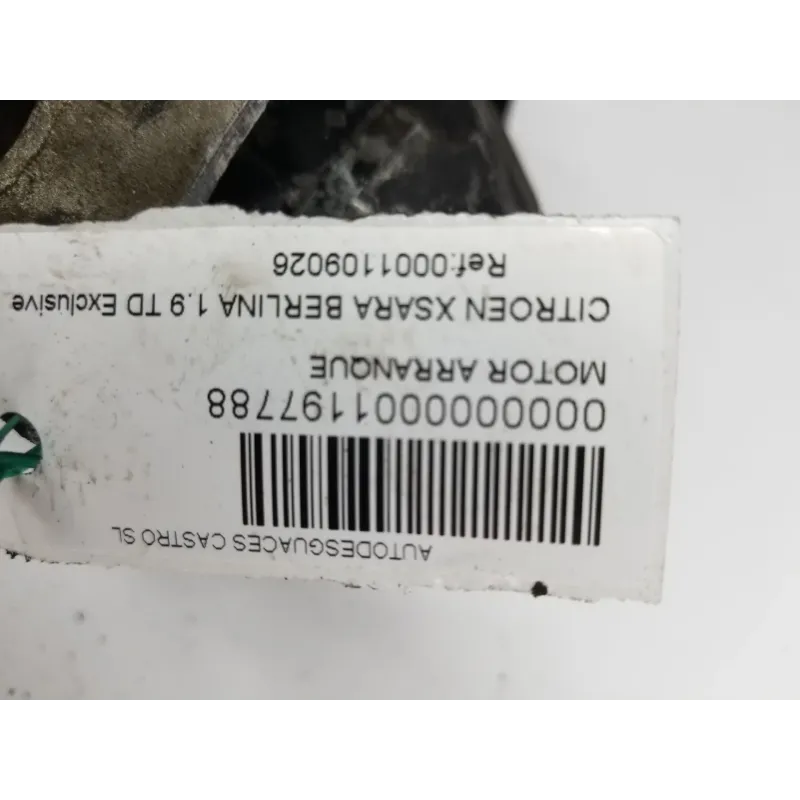 AUTODESGUACES CASTRO SL
0000000001197788
MOTOR ARRANQUE
CITROEN XSARA BERLINA 1.9 TD Exclusive
Ref:0001109026